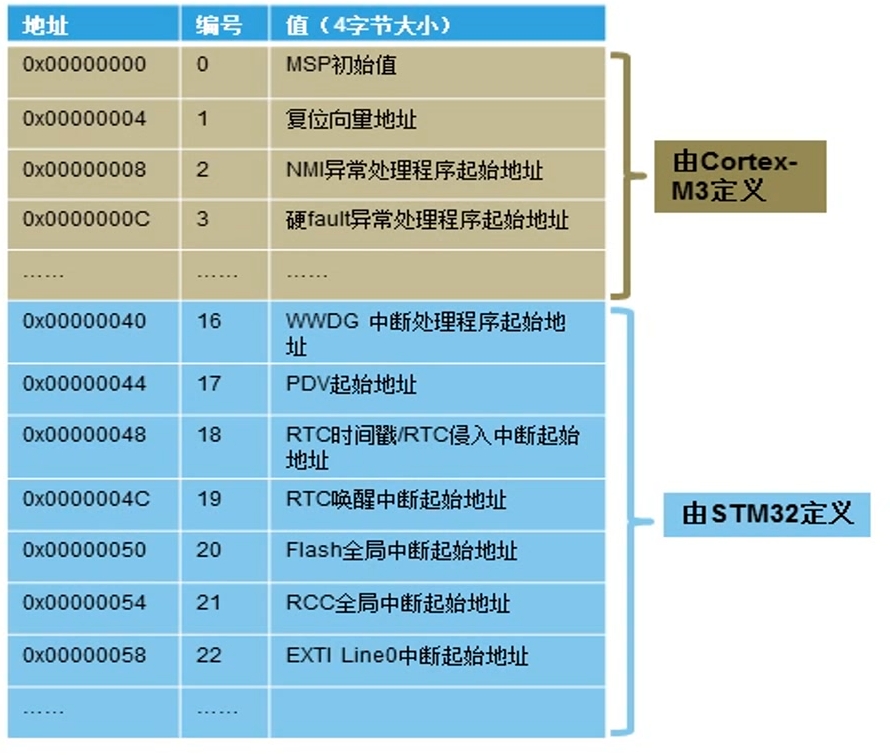 地址 编号 值（4字节大小）
0x00000000 0 MSP初始值
0x00000004 1 复位向量地址
0x00000008 2 NMI异常处理程序起始地址
0x0000000C 3 硬fault异常处理程序起始地址
…… …… ……
由Cortex-
M3定义
0x00000040 16 WWDG 中断处理程序起始地
址
0x00000044 17 PDV起始地址
0x00000048 18 RTC时间戳/RTC侵入中断起始
地址
0x0000004C 19 RTC唤醒中断起始地址
0x00000050 20 Flash全局中断起始地址
0x00000054 21 RCC全局中断起始地址
0x00000058 22 EXTI Line0中断起始地址
…… ……
由STM32定义